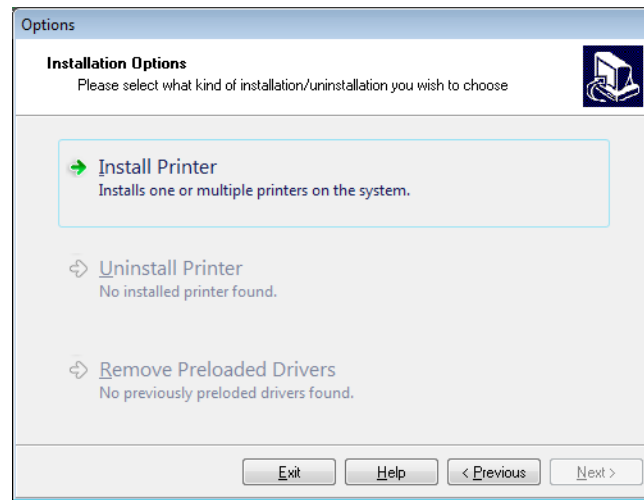 Options
Installation Options
Please select what kind of installation/uninstallation you wish to choose
Install Printer
Installs one or multiple printers on the system.
Uninstall Printer
No installed printer found.
Remove Preloaded Drivers
No previously preloded drivers found.
Exit
Help
< Previous
Next >